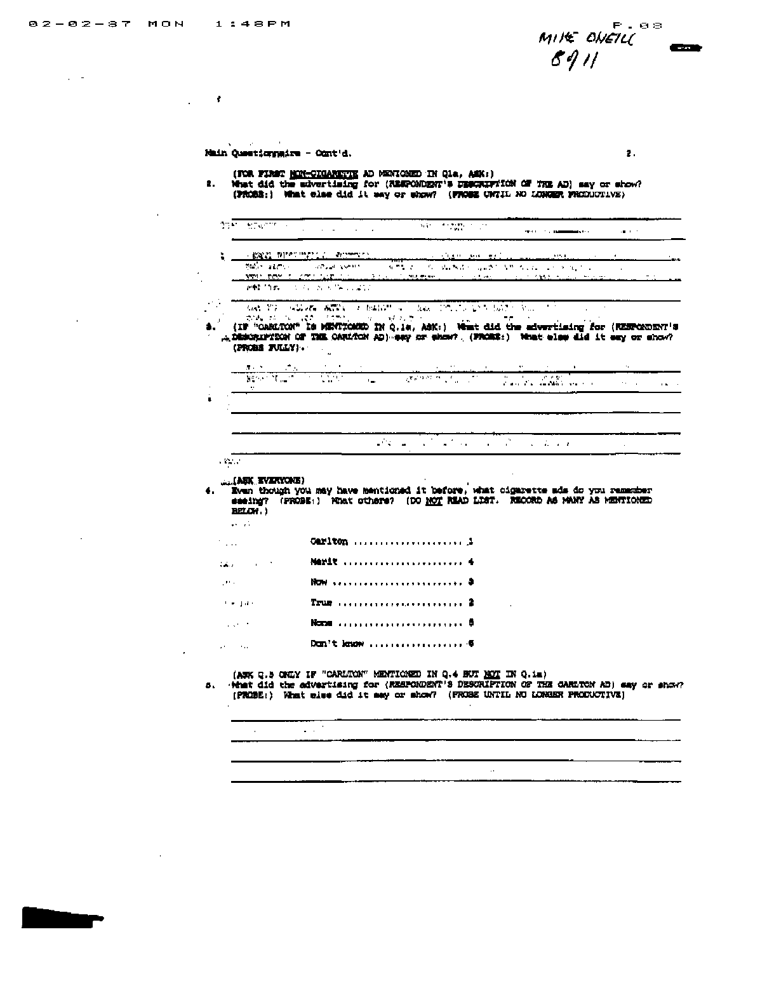 02-02-87 MON 1:48PM P.03
MIKE ONEILL
8911
Main Questionnaire - Cont'd. 2.
(FOR FIRST NON-CIGARETTE AD MENTIONED IN Q1a, ASK:)
2. What did the advertising for (RESPONDENT'S DESCRIPTION OF THE AD) say or show?
(PROBE:) What else did it say or show? (PROBE UNTIL NO LONGER PRODUCTIVE)
3. (IF "CARLTON" IS MENTIONED IN Q.1a, ASK:) What did the advertising for (RESPONDENT'S
DESCRIPTION OF THE CARLTON AD) say or show? (PROBE:) What else did it say or show?
(PROBE FULLY).
(ASK EVERYONE)
4. Even though you may have mentioned it before, what cigarette ads do you remember
seeing? (PROBE:) What others? (DO NOT READ LIST. RECORD AS MANY AS MENTIONED
BELOW.)
Carlton ..................... 1
Merit ....................... 4
Now ......................... 3
True ........................ 2
None ........................ 5
Don't know .................. 6
(ASK Q.5 ONLY IF "CARLTON" MENTIONED IN Q.4 BUT NOT IN Q.1a)
5. What did the advertising for (RESPONDENT'S DESCRIPTION OF THE CARLTON AD) say or show?
(PROBE:) What else did it say or show? (PROBE UNTIL NO LONGER PRODUCTIVE)